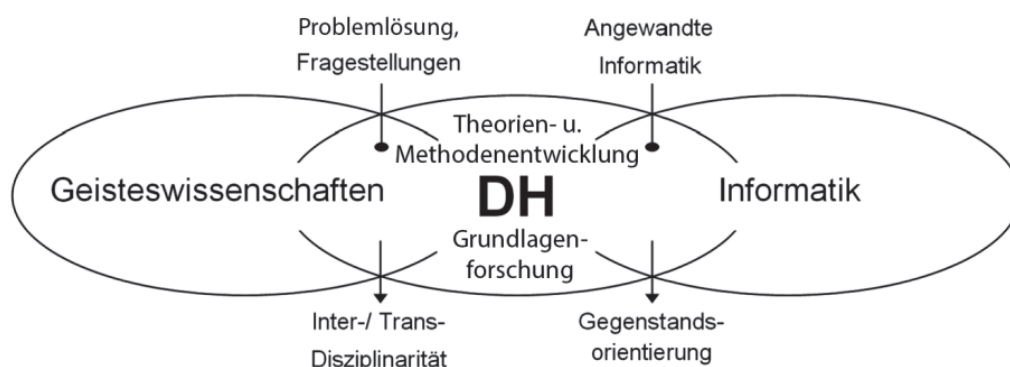 Problemlösung,
Fragestellungen
Angewandte
Informatik
Theorien- u.
Methodenentwicklung
Geisteswissenschaften
DH
Informatik
Grundlagen-
forschung
Inter-/ Trans-
Disziplinarität
Gegenstands-
orientierung